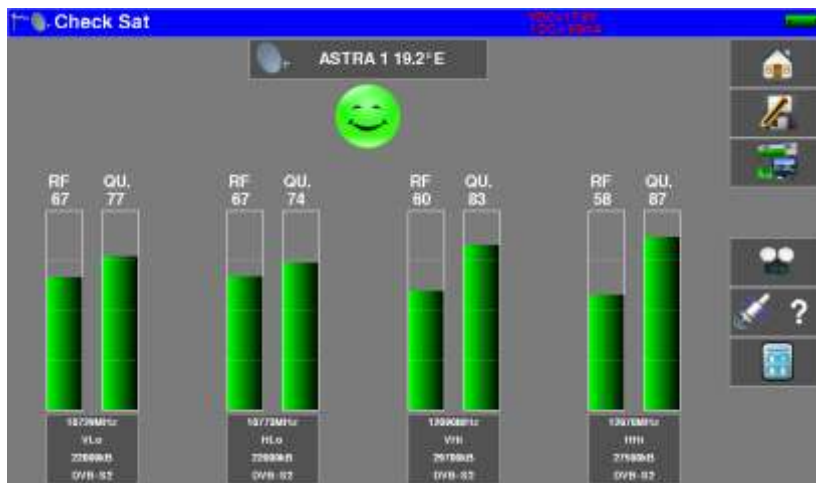 Check Sat
ASTRA 1 19.2°E
RF QU. RF QU. RF QU. RF QU.
67 77 67 74 60 83 58 87
?
VLo HLo VHi HHi
DVB-S2 DVB-S2 DVB-S2 DVB-S2